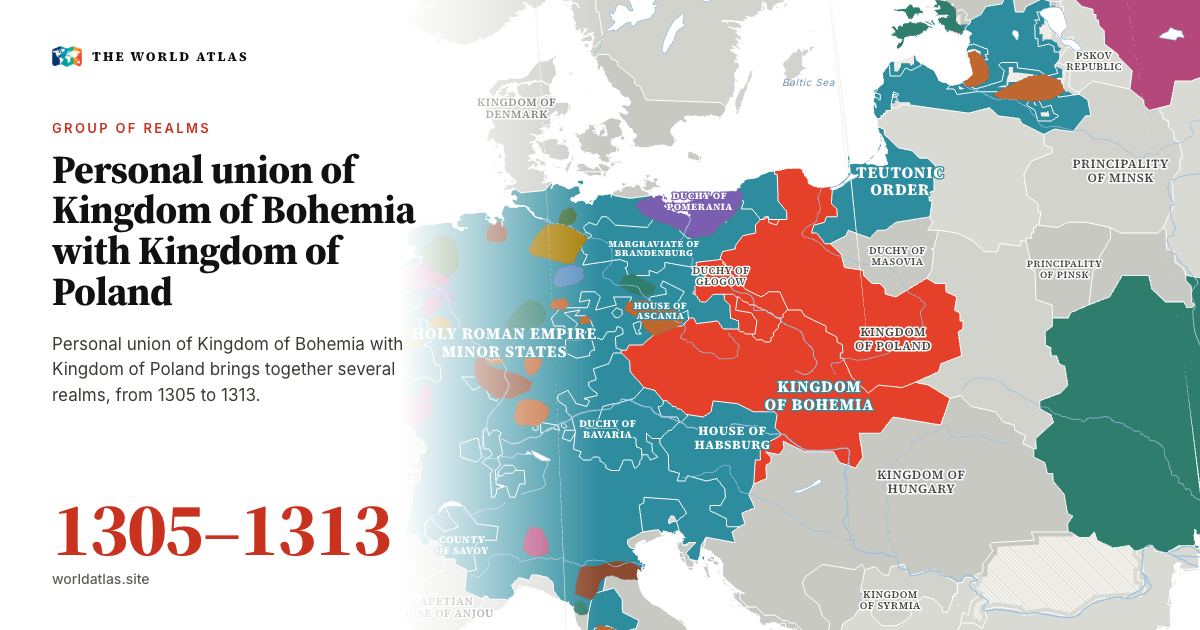 THE WORLD ATLAS
GROUP OF REALMS
Personal union of
Kingdom of Bohemia
with Kingdom of
Poland
Personal union of Kingdom of Bohemia with
Kingdom of Poland brings together several
realms, from 1305 to 1313.
1305–1313
worldatlas.site
Baltic Sea
PSKOV
REPUBLIC
KINGDOM OF
DENMARK
PRINCIPALITY
OF MINSK
TEUTONIC
ORDER
DUCHY OF
POMERANIA
MARGRAVIATE OF
BRANDENBURG
DUCHY OF
MASOVIA
PRINCIPALITY
OF PINSK
DUCHY OF
GŁOGÓW
HOUSE OF
ASCANIA
HOLY ROMAN EMPIRE
MINOR STATES
KINGDOM
OF POLAND
KINGDOM
OF BOHEMIA
DUCHY OF
BAVARIA
HOUSE OF
HABSBURG
KINGDOM OF
HUNGARY
COUNTY
OF SAVOY
CAPETIAN
OF ANJOU
KINGDOM
OF SYRMIA